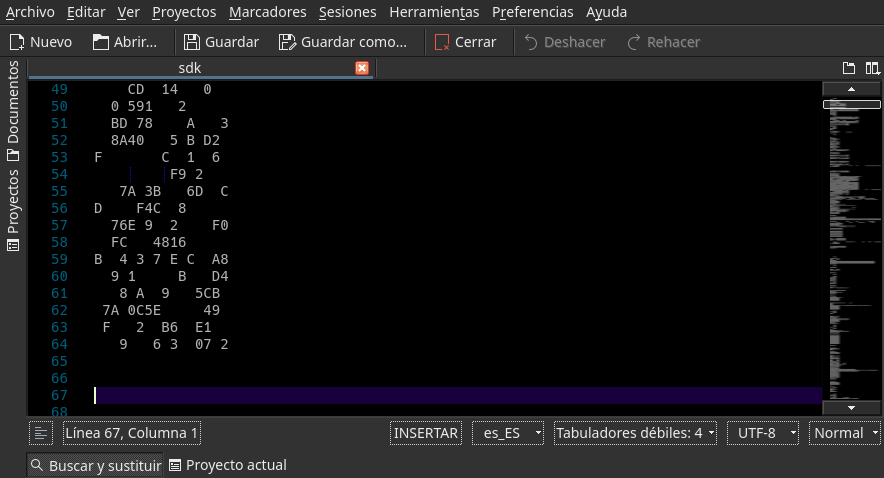 Archivo Editar Ver Proyectos Marcadores Sesiones Herramientas Preferencias Ayuda
Nuevo Abrir... Guardar Guardar como... Cerrar Deshacer Rehacer
sdk
Documentos
Proyectos
49     CD  14   0
50   0 591   2
51   BD 78    A   3
52   8A40   5 B D2
53 F       C  1  6
54          F9 2
55    7A 3B   6D  C
56 D    F4C  8
57   76E 9  2    F0
58   FC   4816
59 B  4 3 7 E C  A8
60   9 1     B   D4
61    8 A  9   5CB
62  7A 0C5E     49
63  F   2  B6  E1
64    9   6 3  07 2
65
66
67
68
Línea 67, Columna 1 INSERTAR es_ES Tabuladores débiles: 4 UTF-8 Normal
Buscar y sustituir Proyecto actual